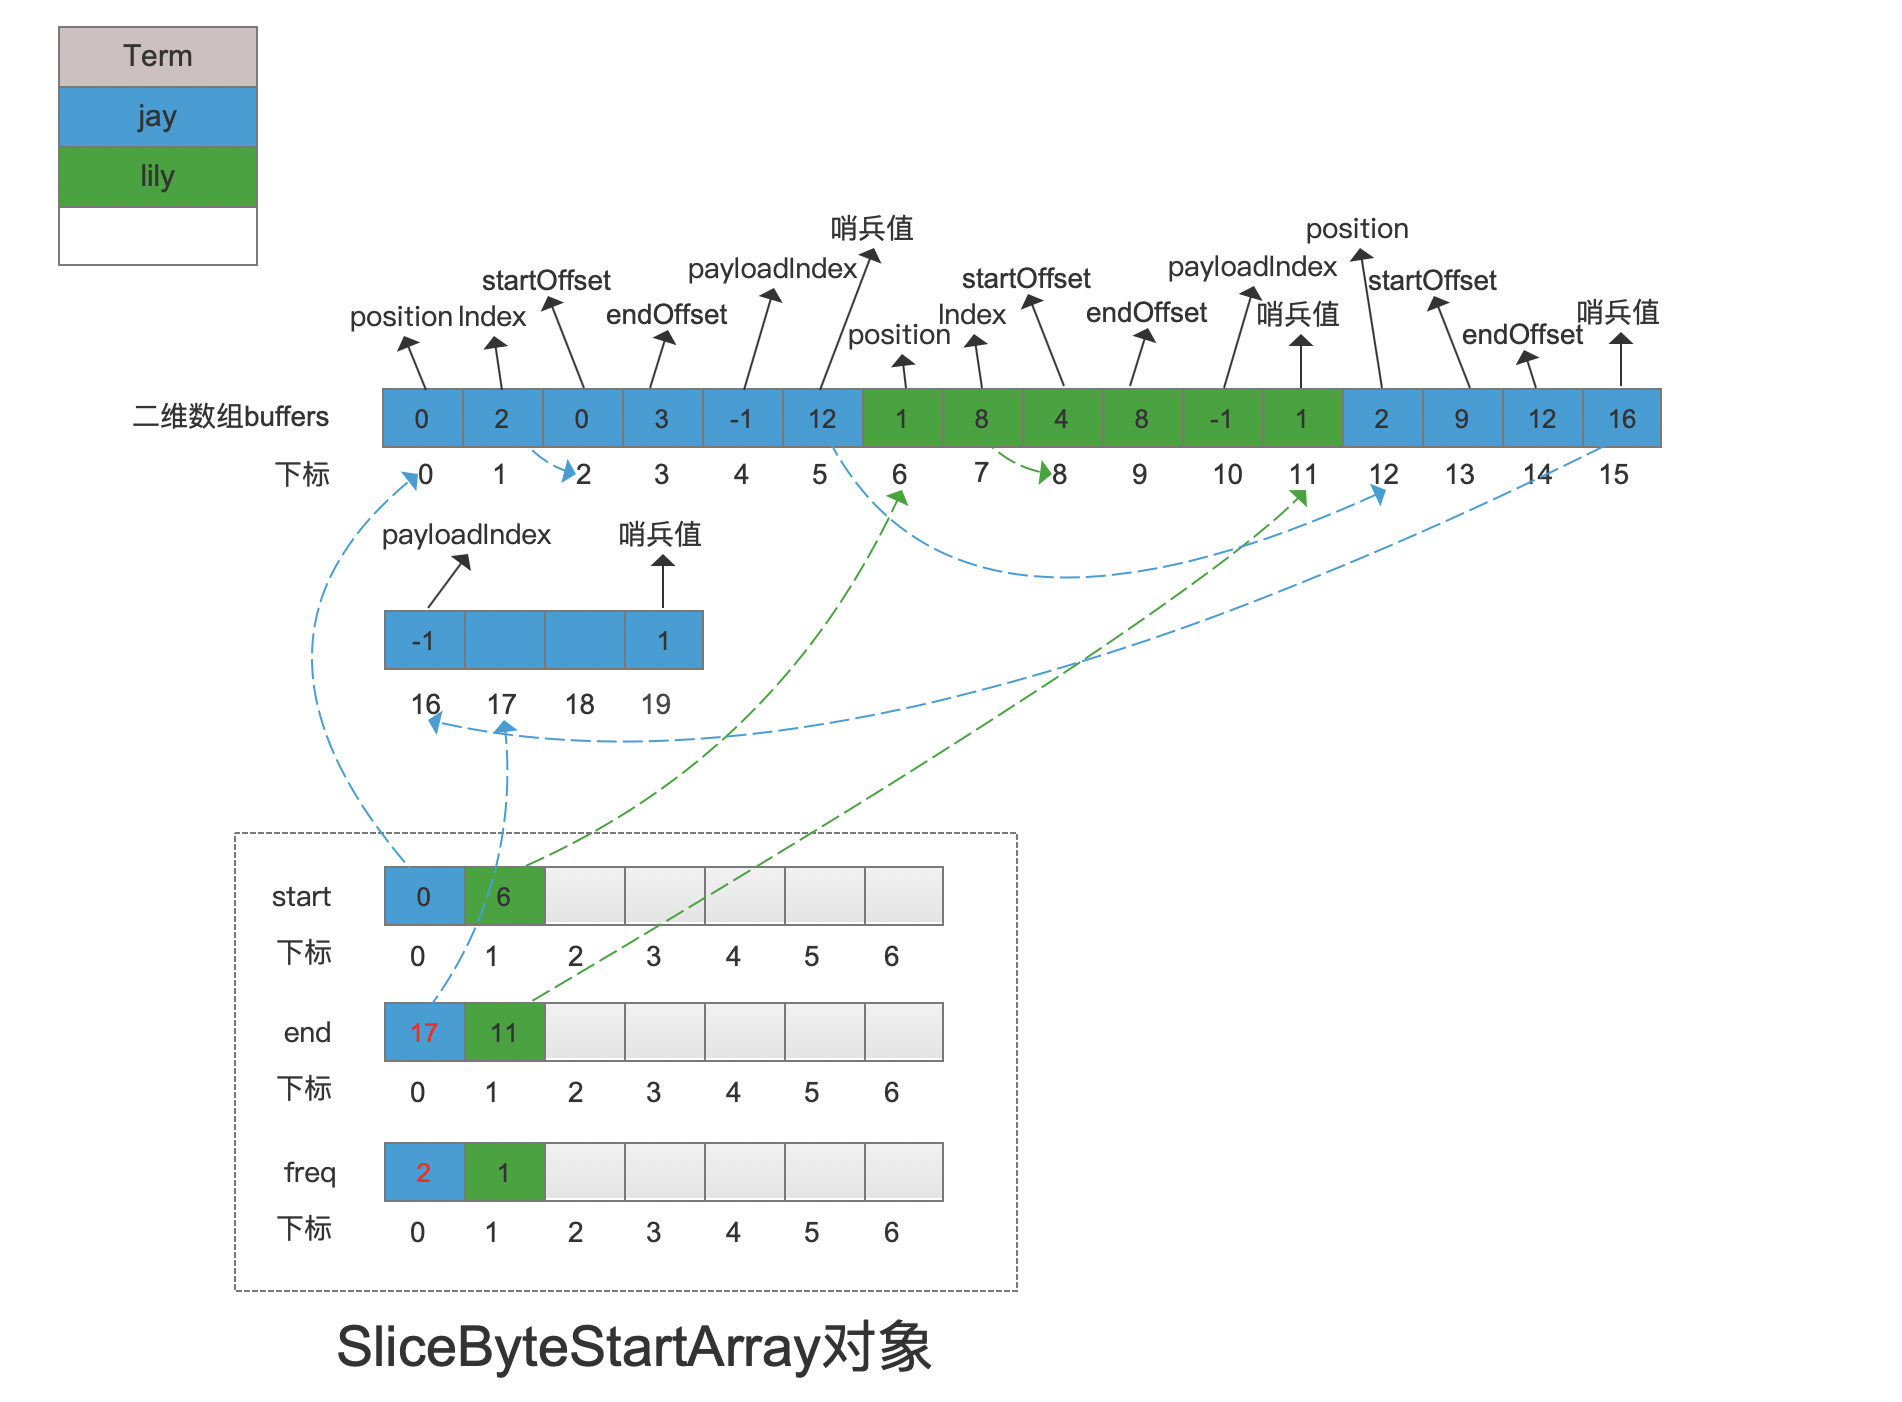 Term
jay
lily
哨兵值
position
payloadIndex
payloadIndex
startOffset
startOffset
startOffset
position
Index
endOffset
Index
endOffset
哨兵值
哨兵值
position
endOffset
二维数组buffers
0 2 0 3 -1 12 1 8 4 8 -1 1 2 9 12 16
下标
0 1 2 3 4 5 6 7 8 9 10 11 12 13 14 15
payloadIndex
哨兵值
-1 1
16 17 18 19
start
0 6
下标
0 1 2 3 4 5 6
end
17 11
下标
0 1 2 3 4 5 6
freq
2 1
下标
0 1 2 3 4 5 6
SliceByteStartArray对象